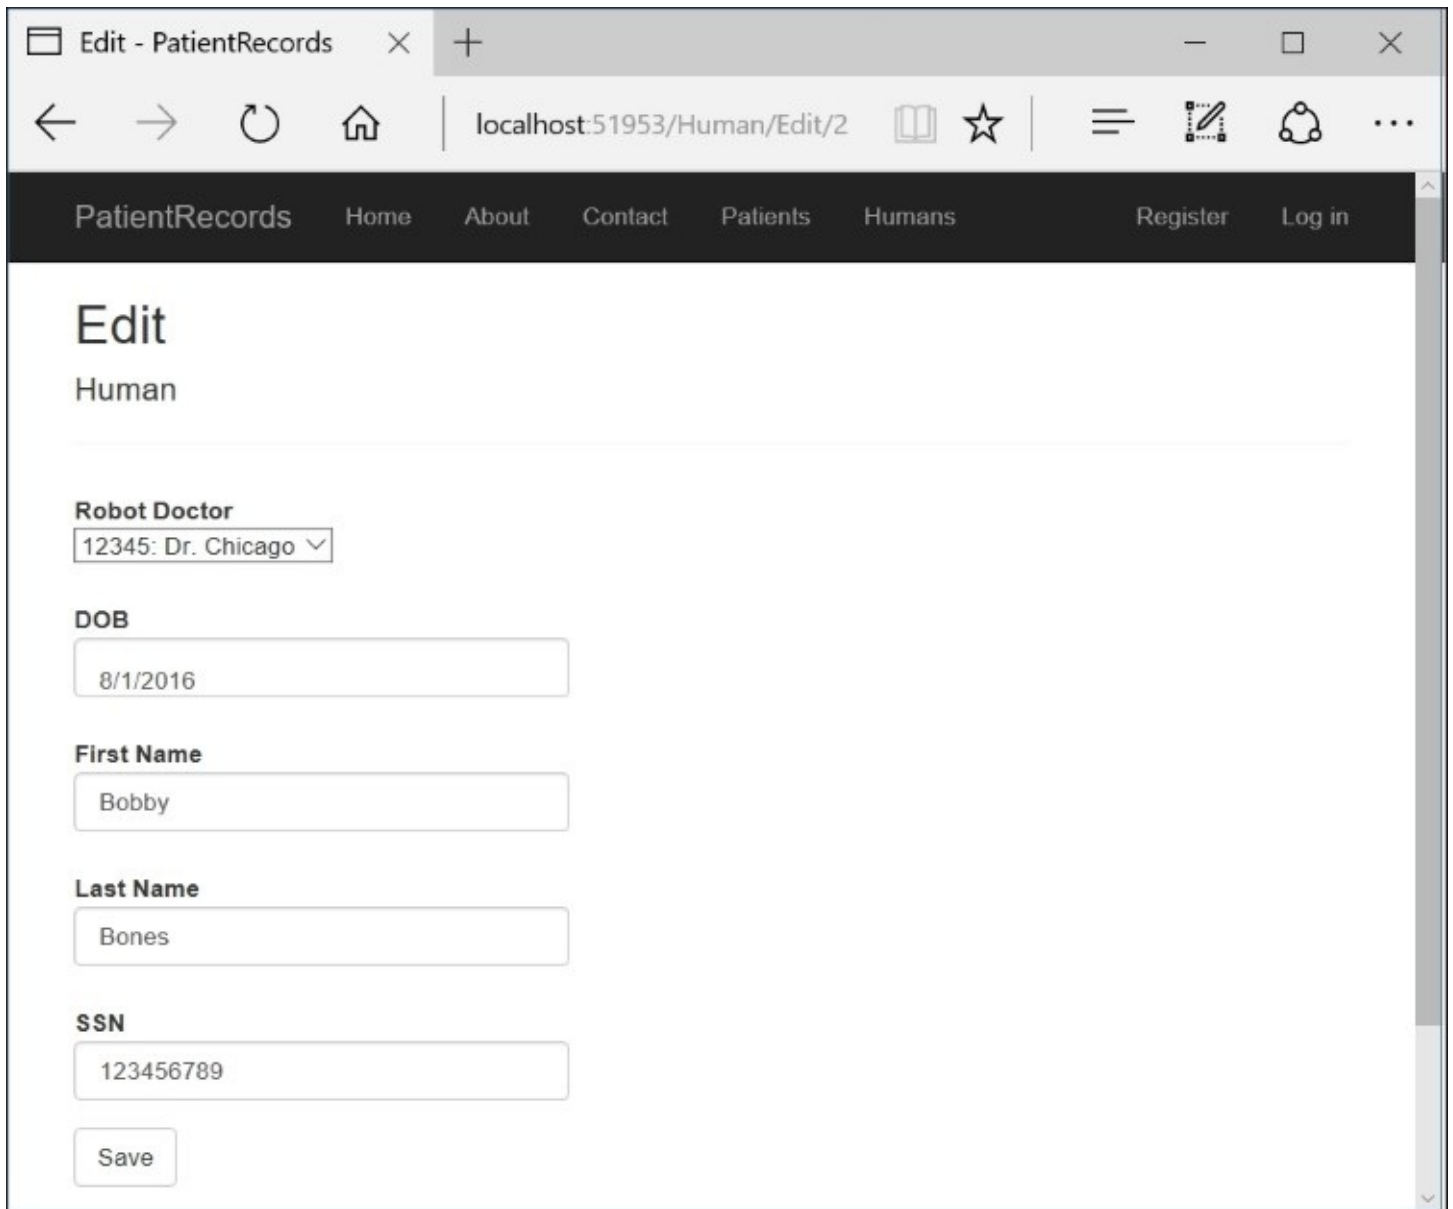 Edit - PatientRecords
localhost:51953/Human/Edit/2
PatientRecords Home About Contact Patients Humans Register Log in
Edit
Human
Robot Doctor
12345: Dr. Chicago
DOB
8/1/2016
First Name
Bobby
Last Name
Bones
SSN
123456789
Save